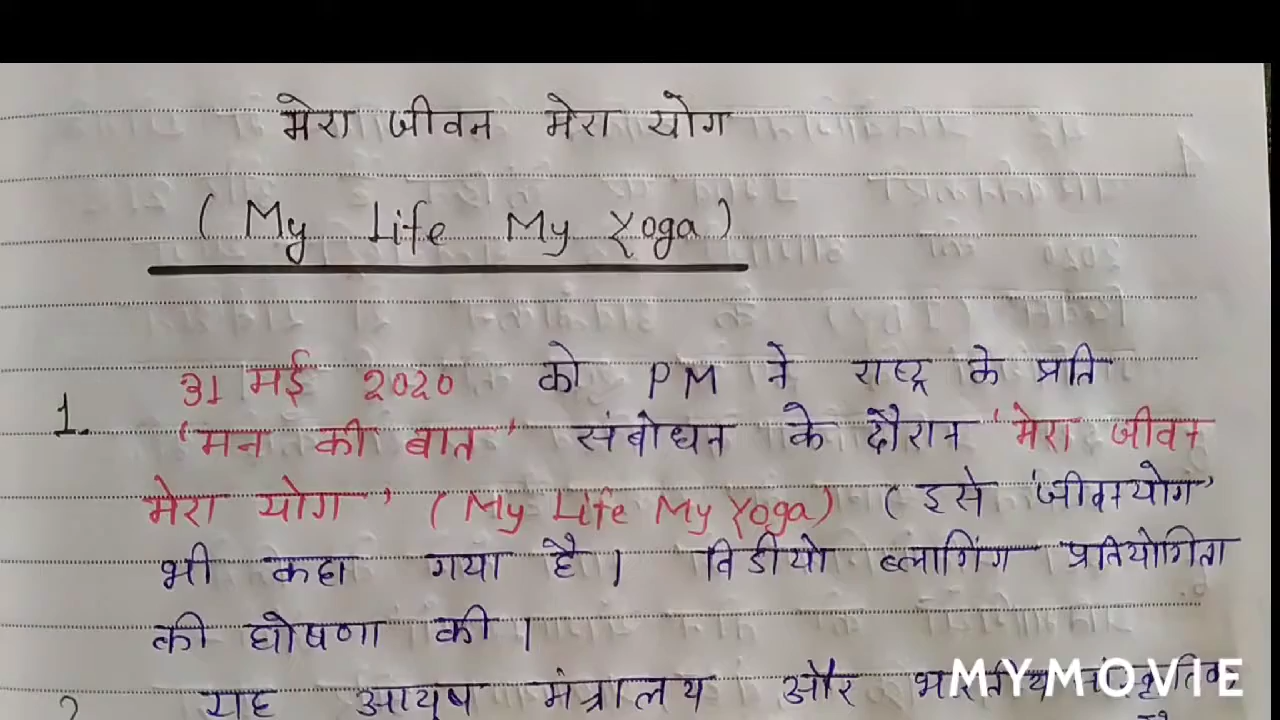 मेरा जीवन मेरा योग
( My Life My Yoga )
1. 31 मई 2020 को PM ने राष्ट्र के प्रति
'मन की बात' संबोधन के दौरान 'मेरा जीवन
मेरा योग' ( My Life My Yoga) ( इसे 'जीवनयोग'
भी कहा गया है। विडीयो ब्लागिंग प्रतियोगिता
की घोषणा की।
यह आयुष मंत्रालय और भारतीय
MYMOVIE